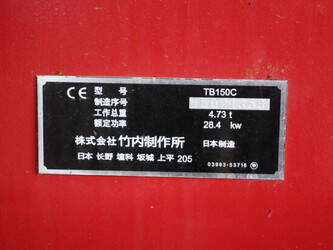 CE 型 号 TB150C
制造序号
工作总重 4.73 t
额定功率 28.4 kw
株式会社 竹内制作所 日本制造
日本 长野 埴科 坂城 上平 205
03993-53716